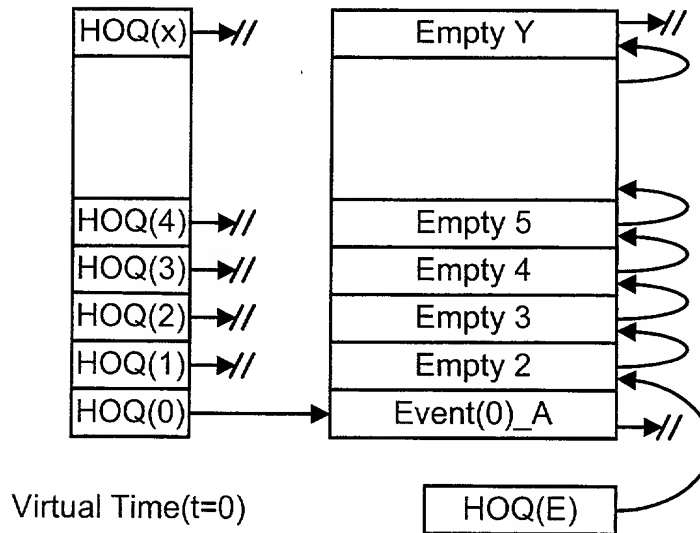 HOQ(x)
Empty Y
HOQ(4)
Empty 5
HOQ(3)
Empty 4
HOQ(2)
Empty 3
HOQ(1)
Empty 2
HOQ(0)
Event(0)_A
Virtual Time(t=0)
HOQ(E)